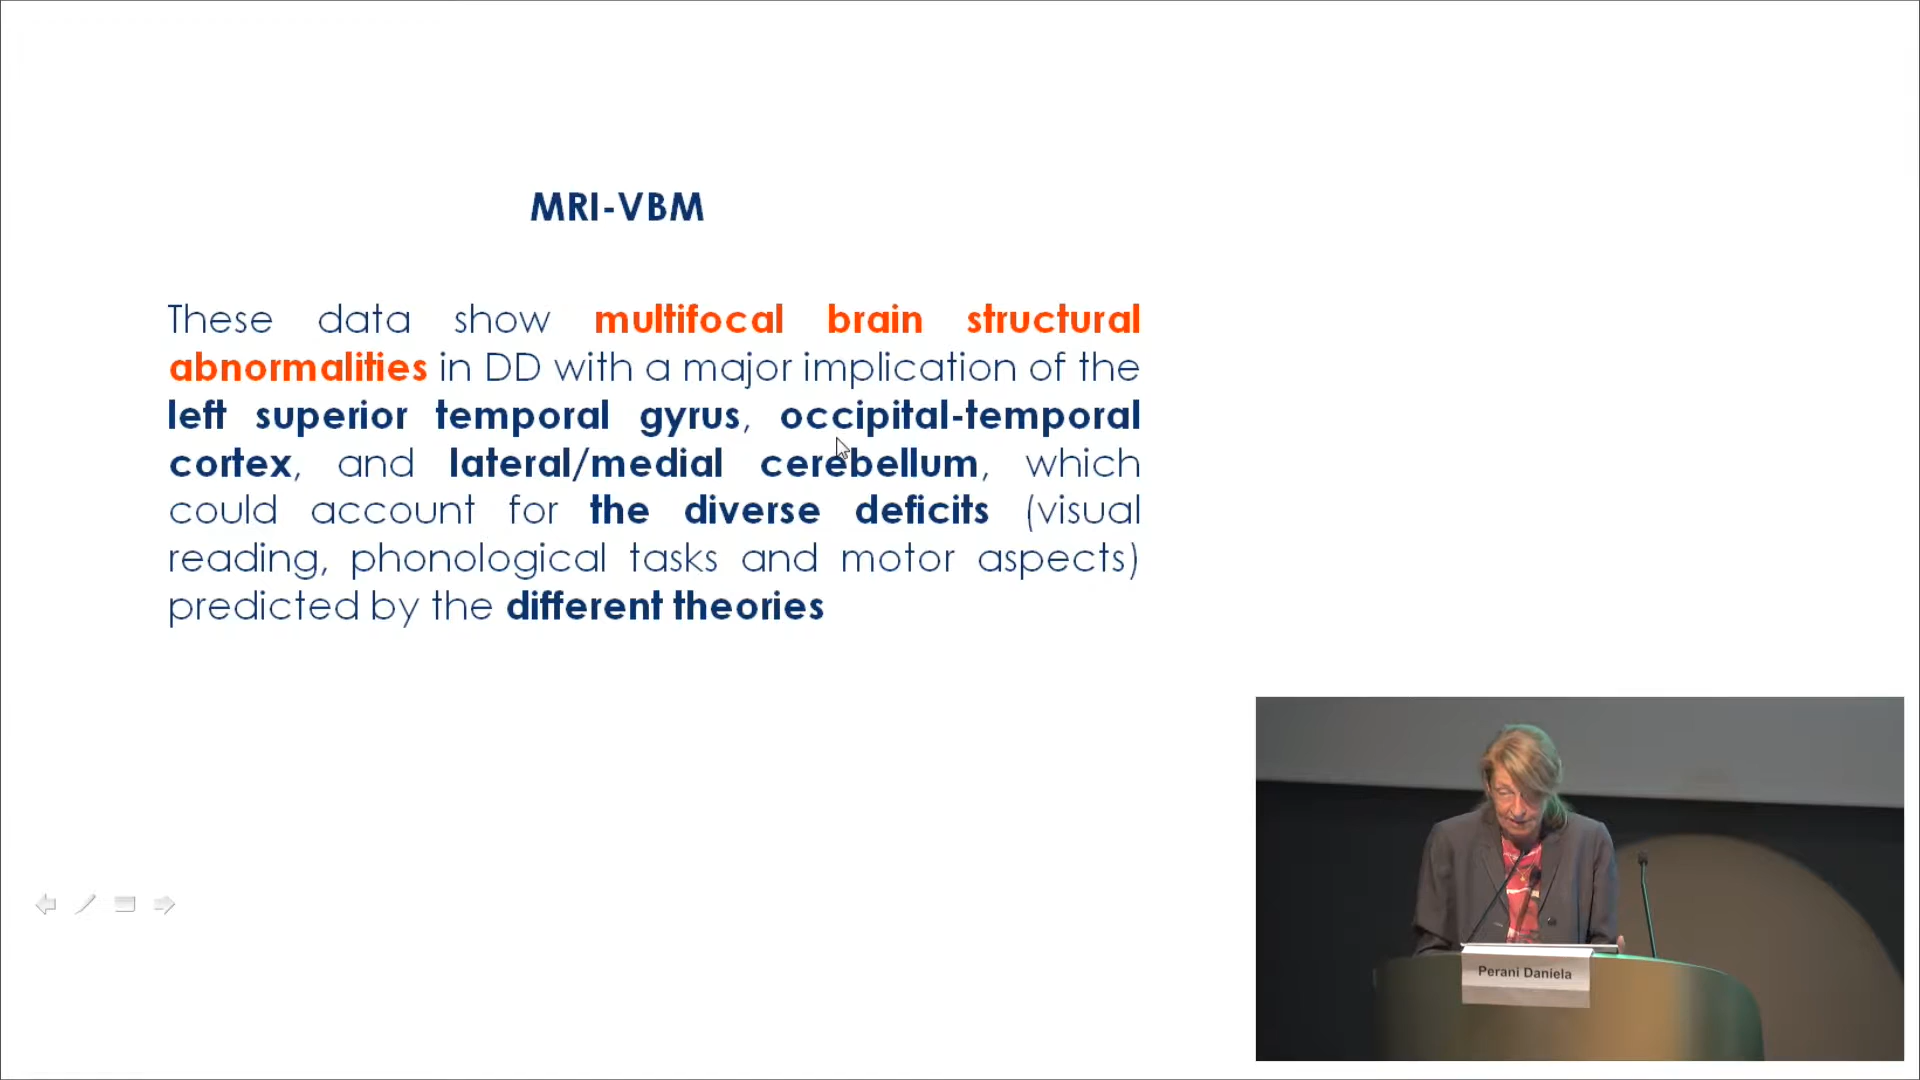 MRI-VBM
These data show multifocal brain structural
abnormalities in DD with a major implication of the
left superior temporal gyrus, occipital-temporal
cortex, and lateral/medial cerebellum, which
could account for the diverse deficits (visual
reading, phonological tasks and motor aspects)
predicted by the different theories
Perani Daniela